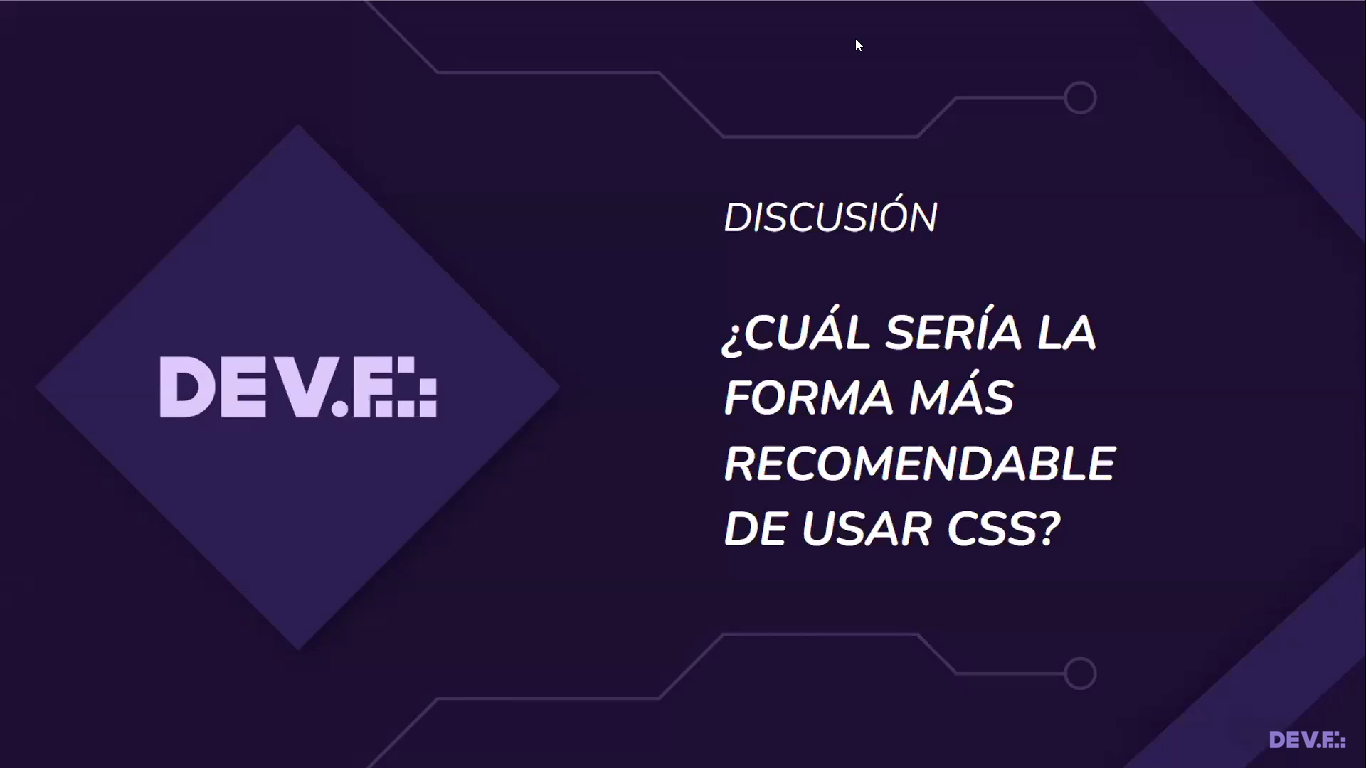 DISCUSIÓN
¿CUÁL SERÍA LA
FORMA MÁS
RECOMENDABLE
DE USAR CSS?
DEV.F.:
DEV.F.: